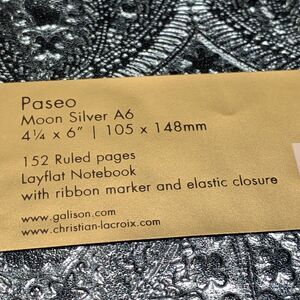 Paseo
Moon Silver A6
4¼ x 6" | 105 x 148mm
152 Ruled pages
Layflat Notebook
with ribbon marker and elastic closure
www.galison.com
www.christian-lacroix.com